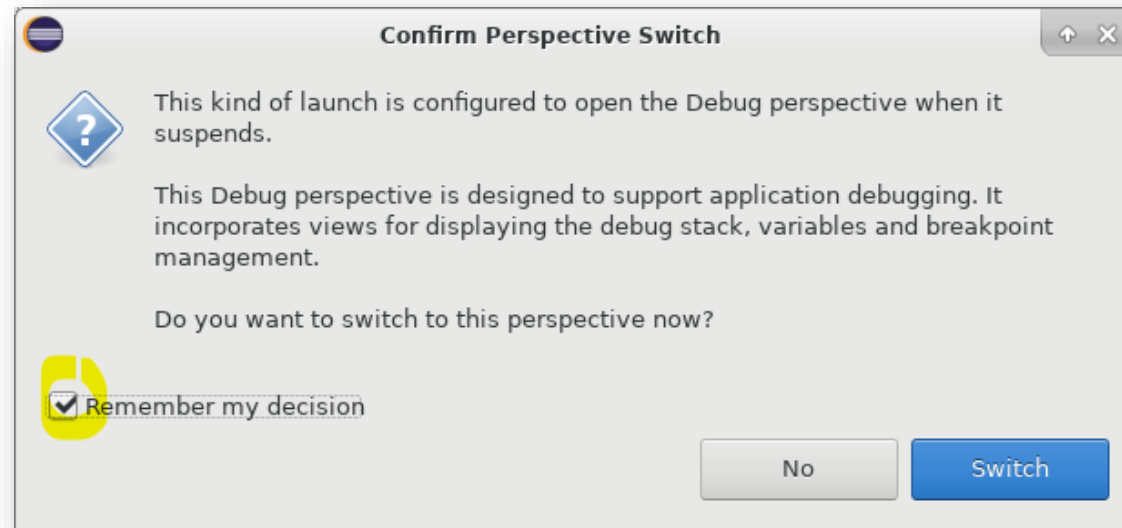 Confirm Perspective Switch
This kind of launch is configured to open the Debug perspective when it
suspends.
This Debug perspective is designed to support application debugging. It
incorporates views for displaying the debug stack, variables and breakpoint
management.
Do you want to switch to this perspective now?
Remember my decision
No
Switch